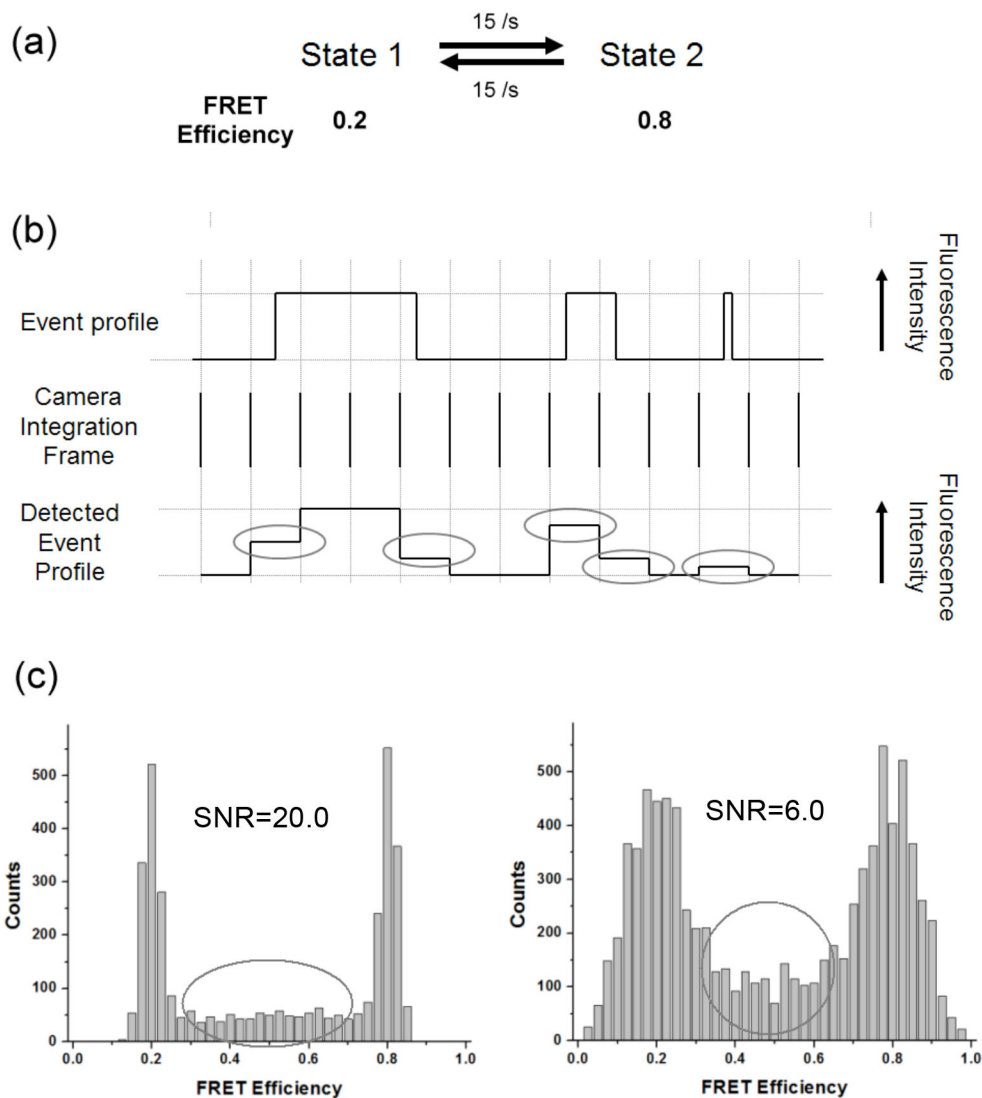 (a)
15 /s
State 1
State 2
15 /s
FRET
Efficiency
0.2
0.8
(b)
Event profile
Fluorescence
Intensity
Camera
Integration
Frame
Detected
Event
Profile
Fluorescence
Intensity
(c)
SNR=20.0
Counts
500
400
300
200
100
0
0.0 0.2 0.4 0.6 0.8 1.0
FRET Efficiency
SNR=6.0
Counts
500
400
300
200
100
0
0.0 0.2 0.4 0.6 0.8 1.0
FRET Efficiency